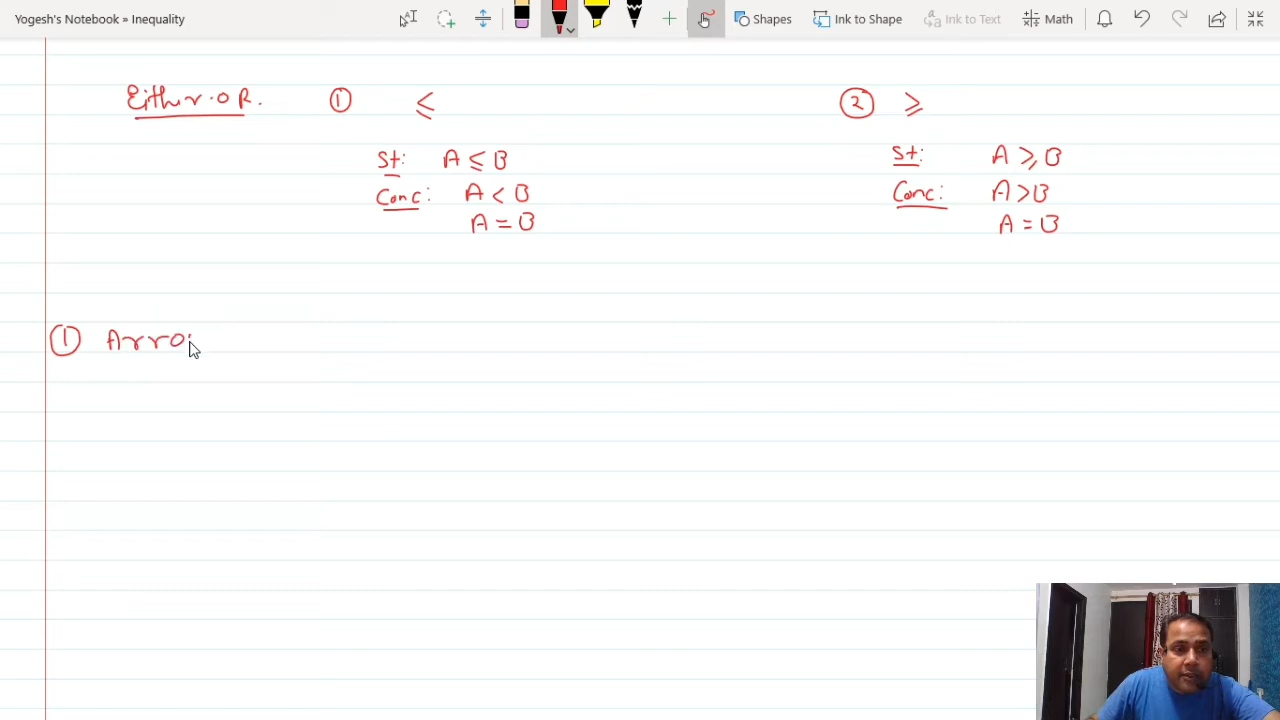 Yogesh's Notebook » Inequality
Shapes Ink to Shape Ink to Text Math
Either OR. ① ≤ ② ≥
St: A ≤ B St: A ≥ B
Conc: A < B Conc: A > B
A = B A = B
① Arro